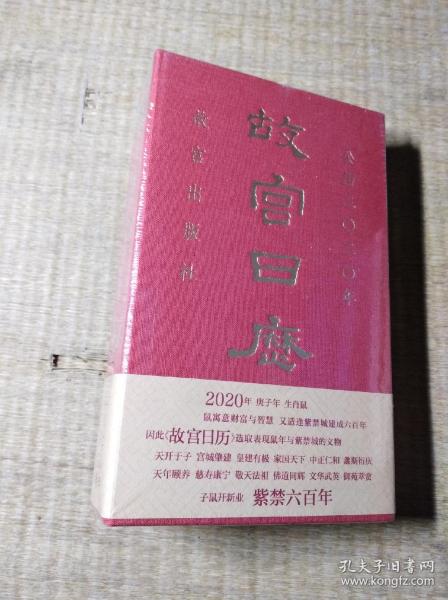 公历二〇二〇年
故宫日历
故宫出版社
2020年 庚子年 生肖鼠
鼠寓意财富与智慧 又适逢紫禁城建成六百年
因此《故宫日历》选取表现鼠年与紫禁城的文物
天开于子 宫城肇建 皇建有极 家国天下 中正仁和 螽斯衍庆
天年颐养 慈寿康宁 敬天法祖 佛道同辉 文华武英 御苑萃赏
子鼠开新业 紫禁六百年
孔夫子旧书网